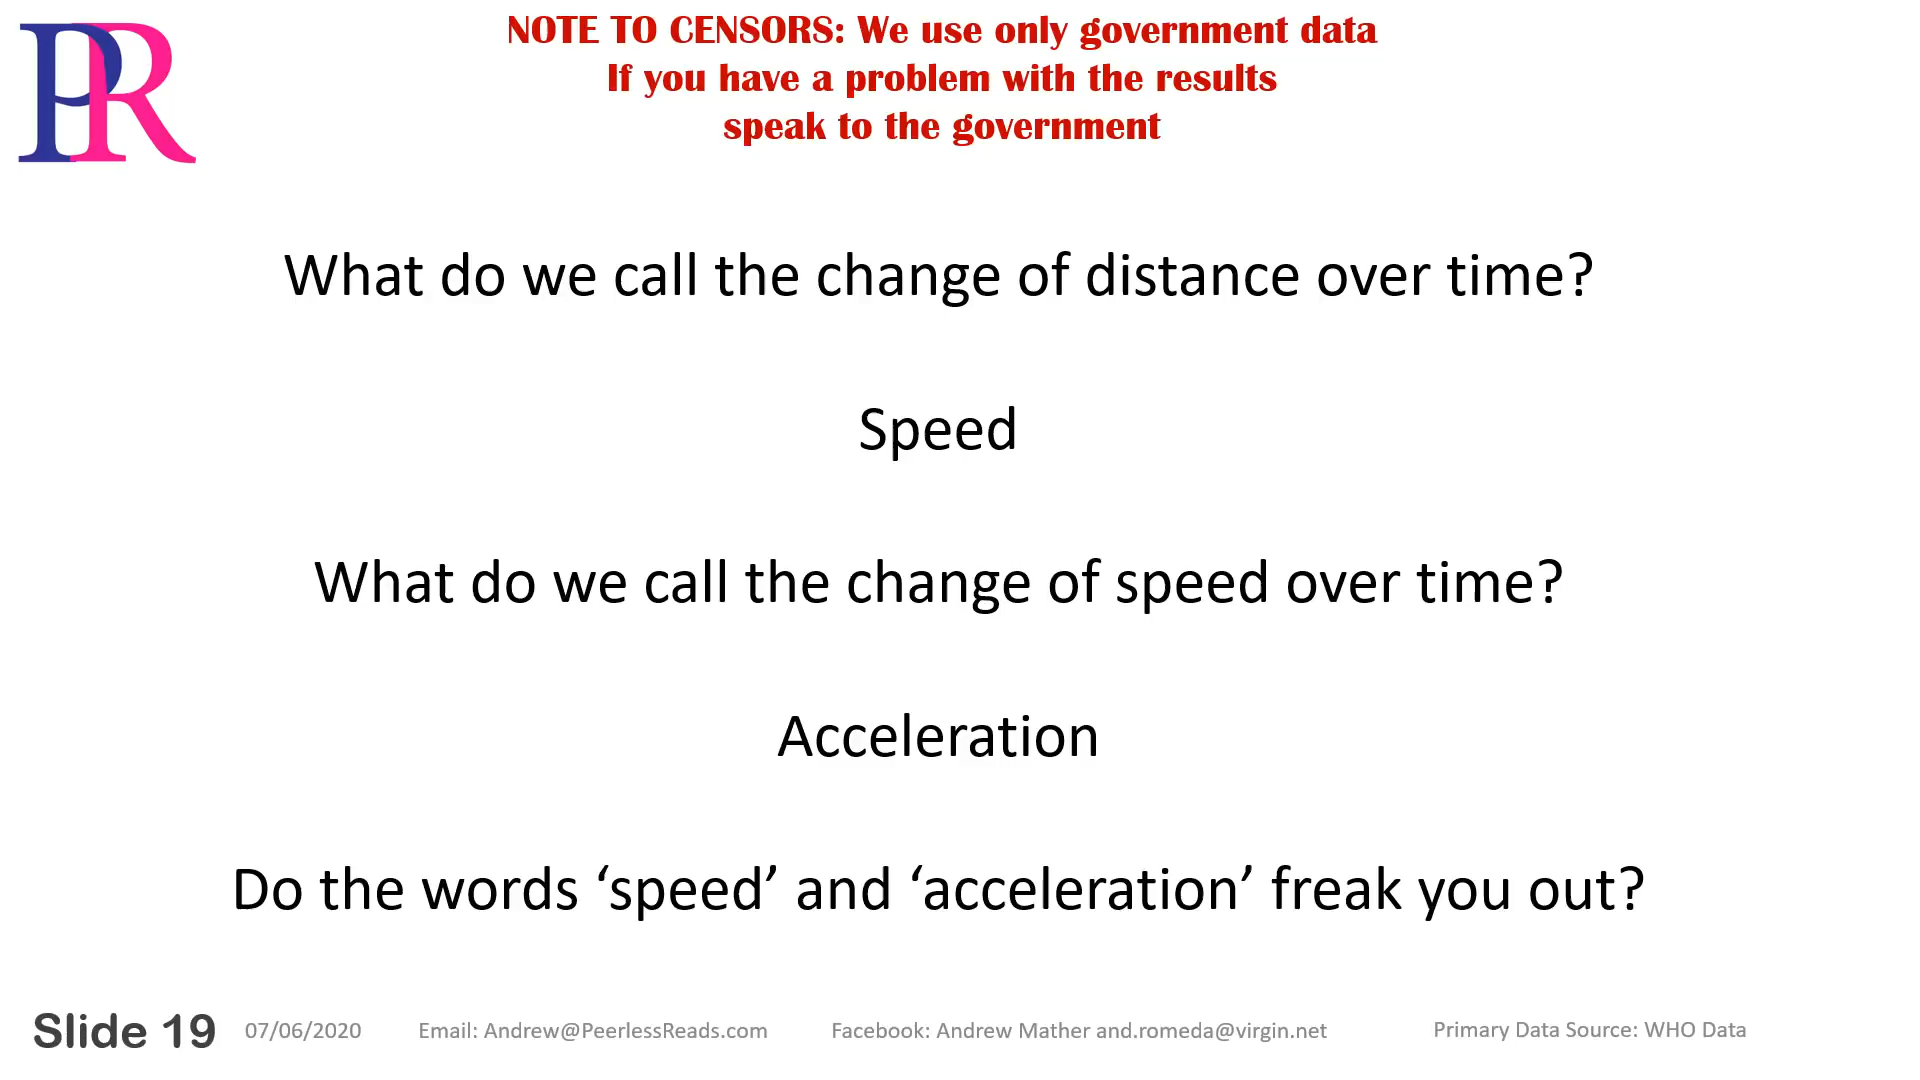 PR
NOTE TO CENSORS: We use only government data
If you have a problem with the results
speak to the government
What do we call the change of distance over time?
Speed
What do we call the change of speed over time?
Acceleration
Do the words ‘speed’ and ‘acceleration’ freak you out?
Slide 19 07/06/2020 Email: Andrew@PeerlessReads.com Facebook: Andrew Mather and.romeda@virgin.net Primary Data Source: WHO Data